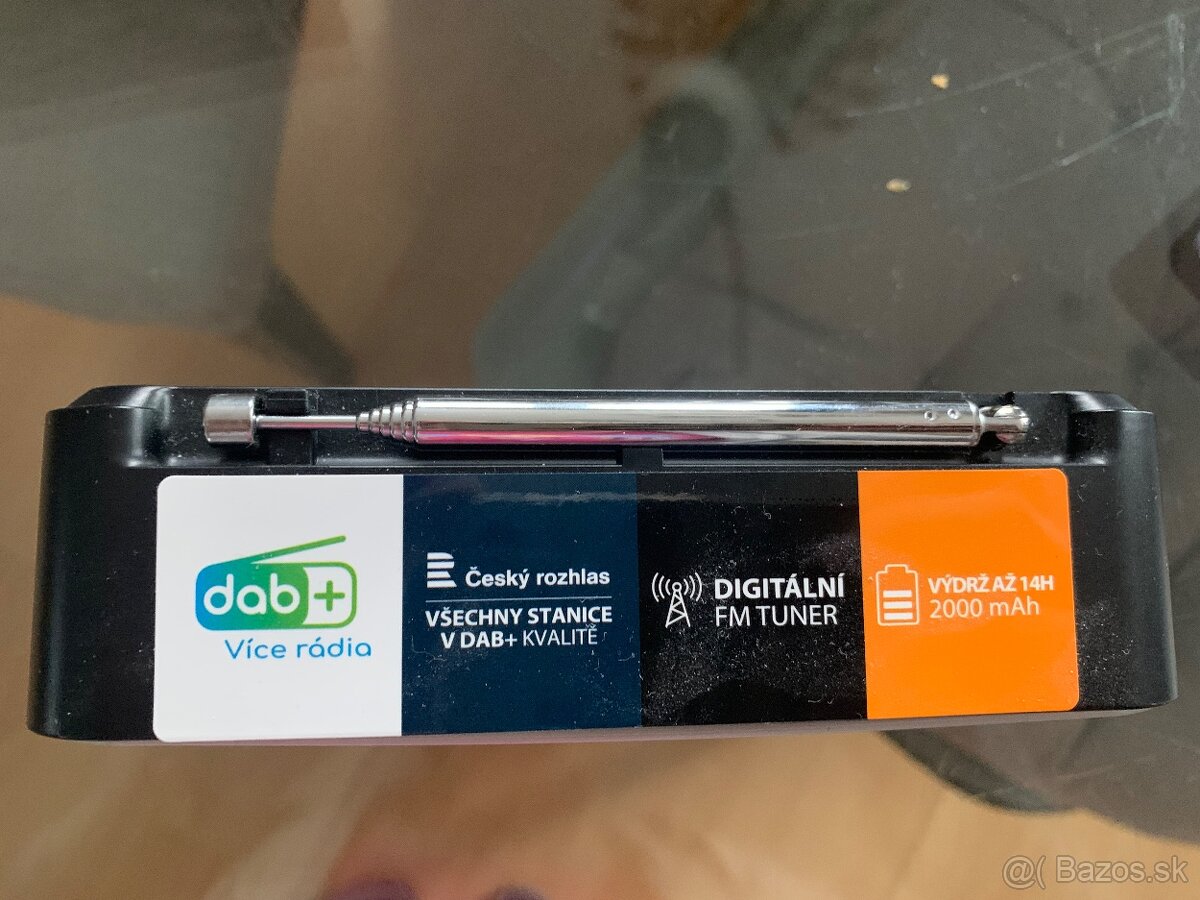 dab+
Více rádia
Český rozhlas
VŠECHNY STANICE
V DAB+ KVALITĚ
DIGITÁLNÍ
FM TUNER
VÝDRŽ AŽ 14H
2000 mAh
@( Bazos.sk